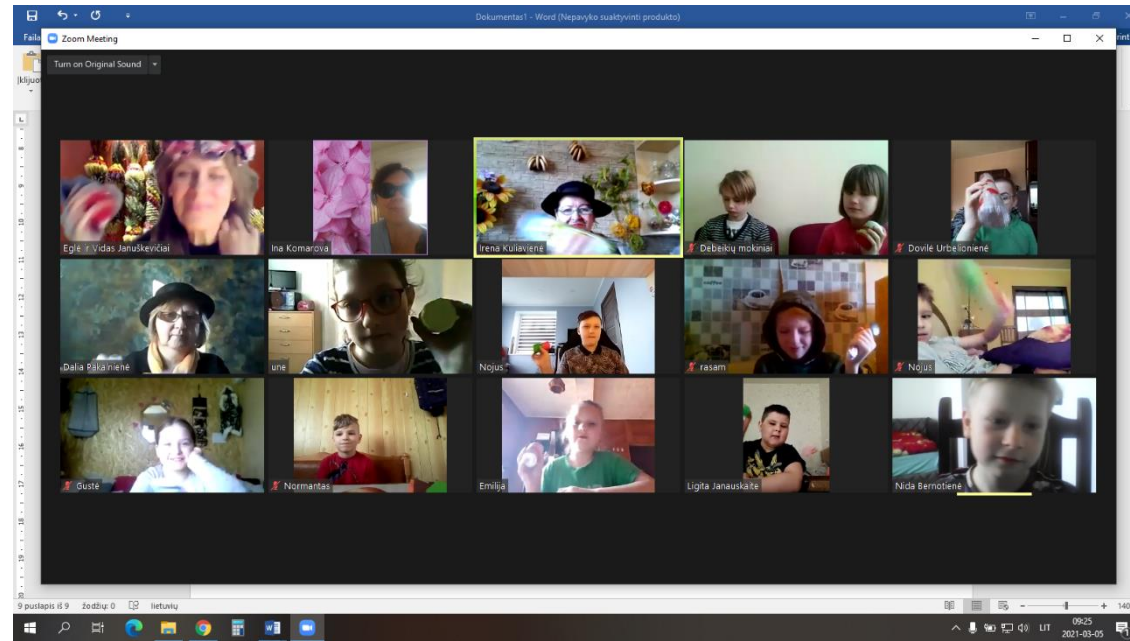 Dokumentas1 - Word (Nepavyko suaktyvinti produkto)
Zoom Meeting
Turn on Original Sound
Eglė ir Vidas Januškevičiai
Ina Komarova
Irena Kuliavienė
Debeikių mokiniai
Dovilė Urbelionienė
Dalia Pakalnienė
une
Nojus
rasam
Nojus
Gustė
Normantas
Emilija
Ligita Janauskaitė
Nida Bernotienė
9 puslapis iš 9 žodžių: 0 lietuvių
140
LIT
09:25
2021-03-05